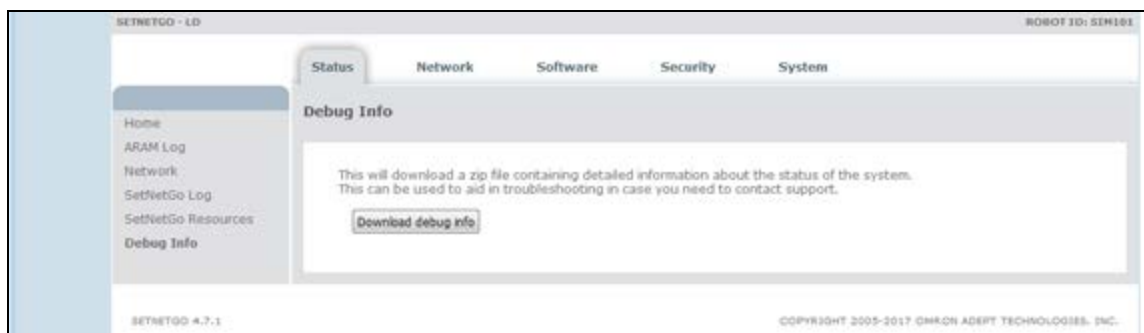 SETNETGO - LD
ROBOT ID: SIM101
Status Network Software Security System
Debug Info
Home
ARAM Log
Network
SetNetGo Log
SetNetGo Resources
Debug Info
This will download a zip file containing detailed information about the status of the system.
This can be used to aid in troubleshooting in case you need to contact support.
Download debug info
SETNETGO 4.7.1
COPYRIGHT 2005-2017 OMRON ADEPT TECHNOLOGIES, INC.